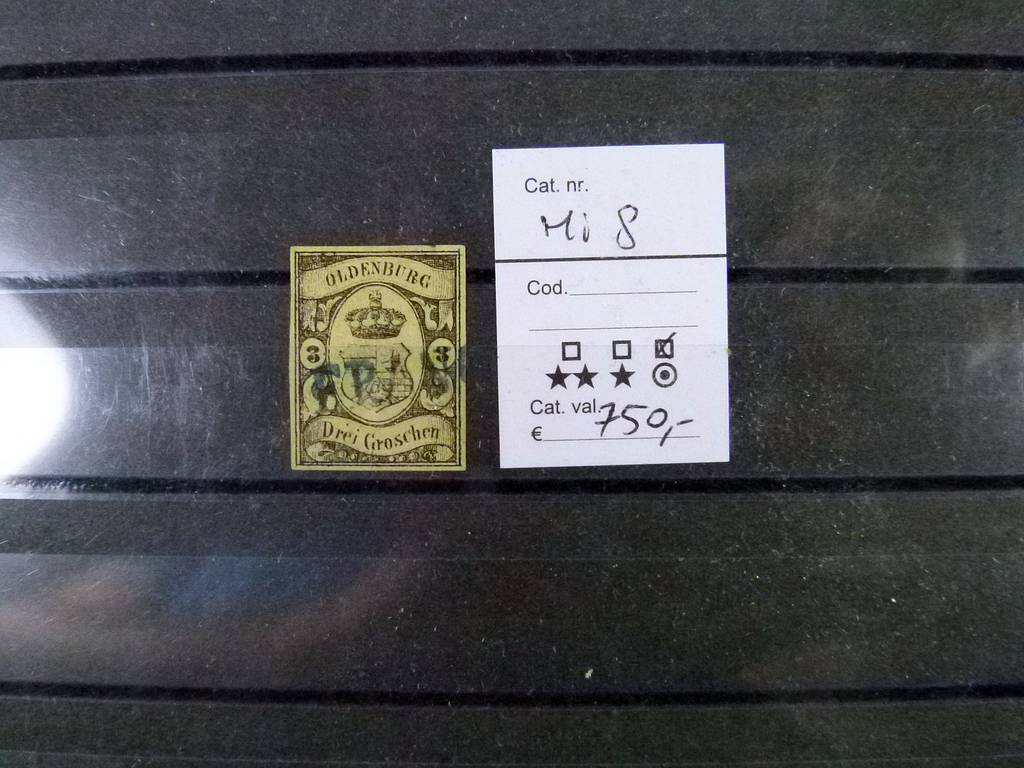 OLDENBURG
3 3
Drei Groschen
Cat. nr.
Mi 8
Cod.
Cat. val.
€ 750,-